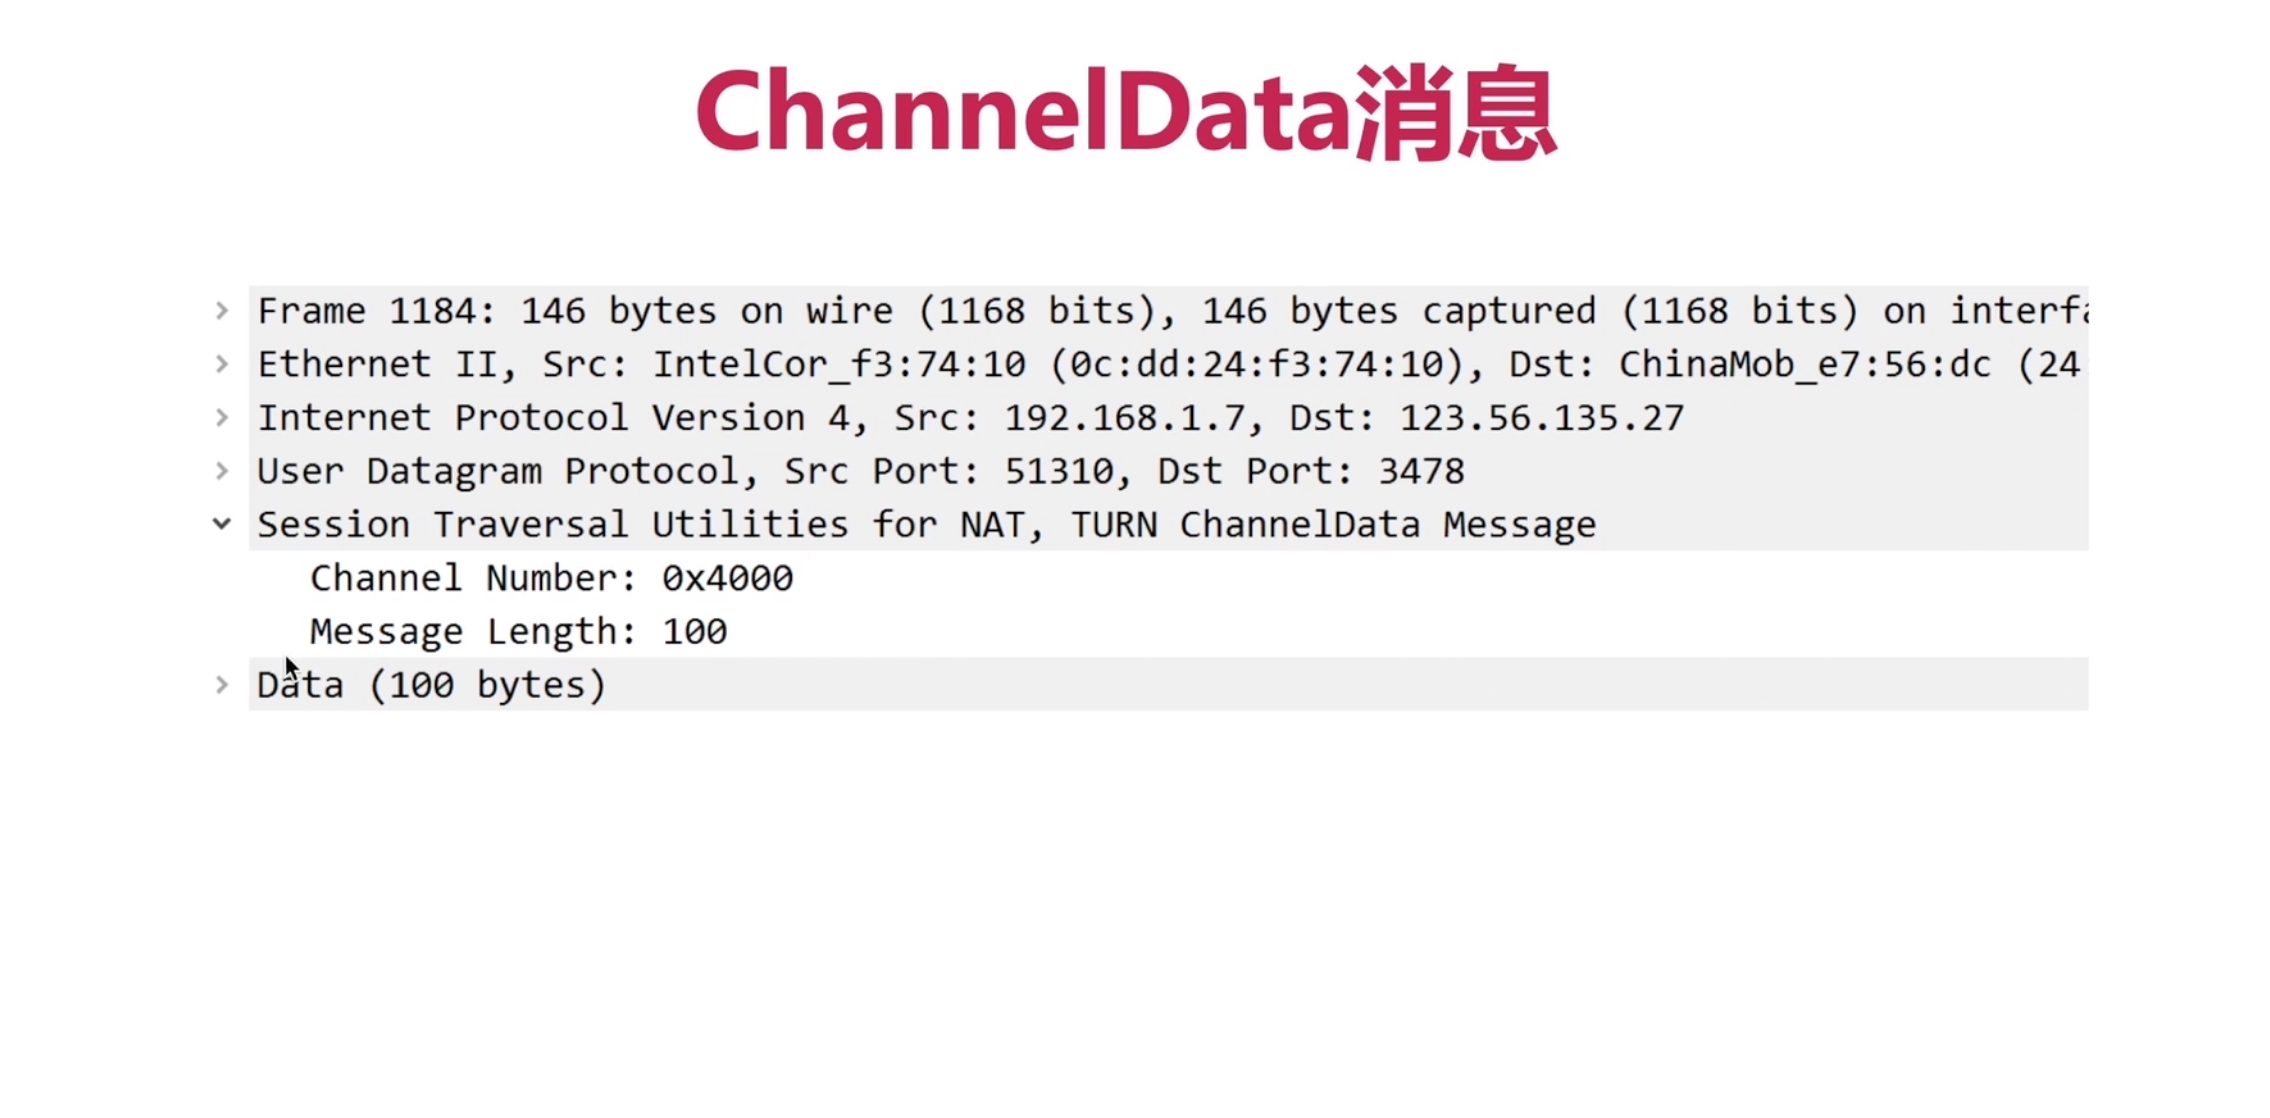 ChannelData消息
Frame 1184: 146 bytes on wire (1168 bits), 146 bytes captured (1168 bits) on interfa
Ethernet II, Src: IntelCor_f3:74:10 (0c:dd:24:f3:74:10), Dst: ChinaMob_e7:56:dc (24
Internet Protocol Version 4, Src: 192.168.1.7, Dst: 123.56.135.27
User Datagram Protocol, Src Port: 51310, Dst Port: 3478
Session Traversal Utilities for NAT, TURN ChannelData Message
Channel Number: 0x4000
Message Length: 100
Data (100 bytes)